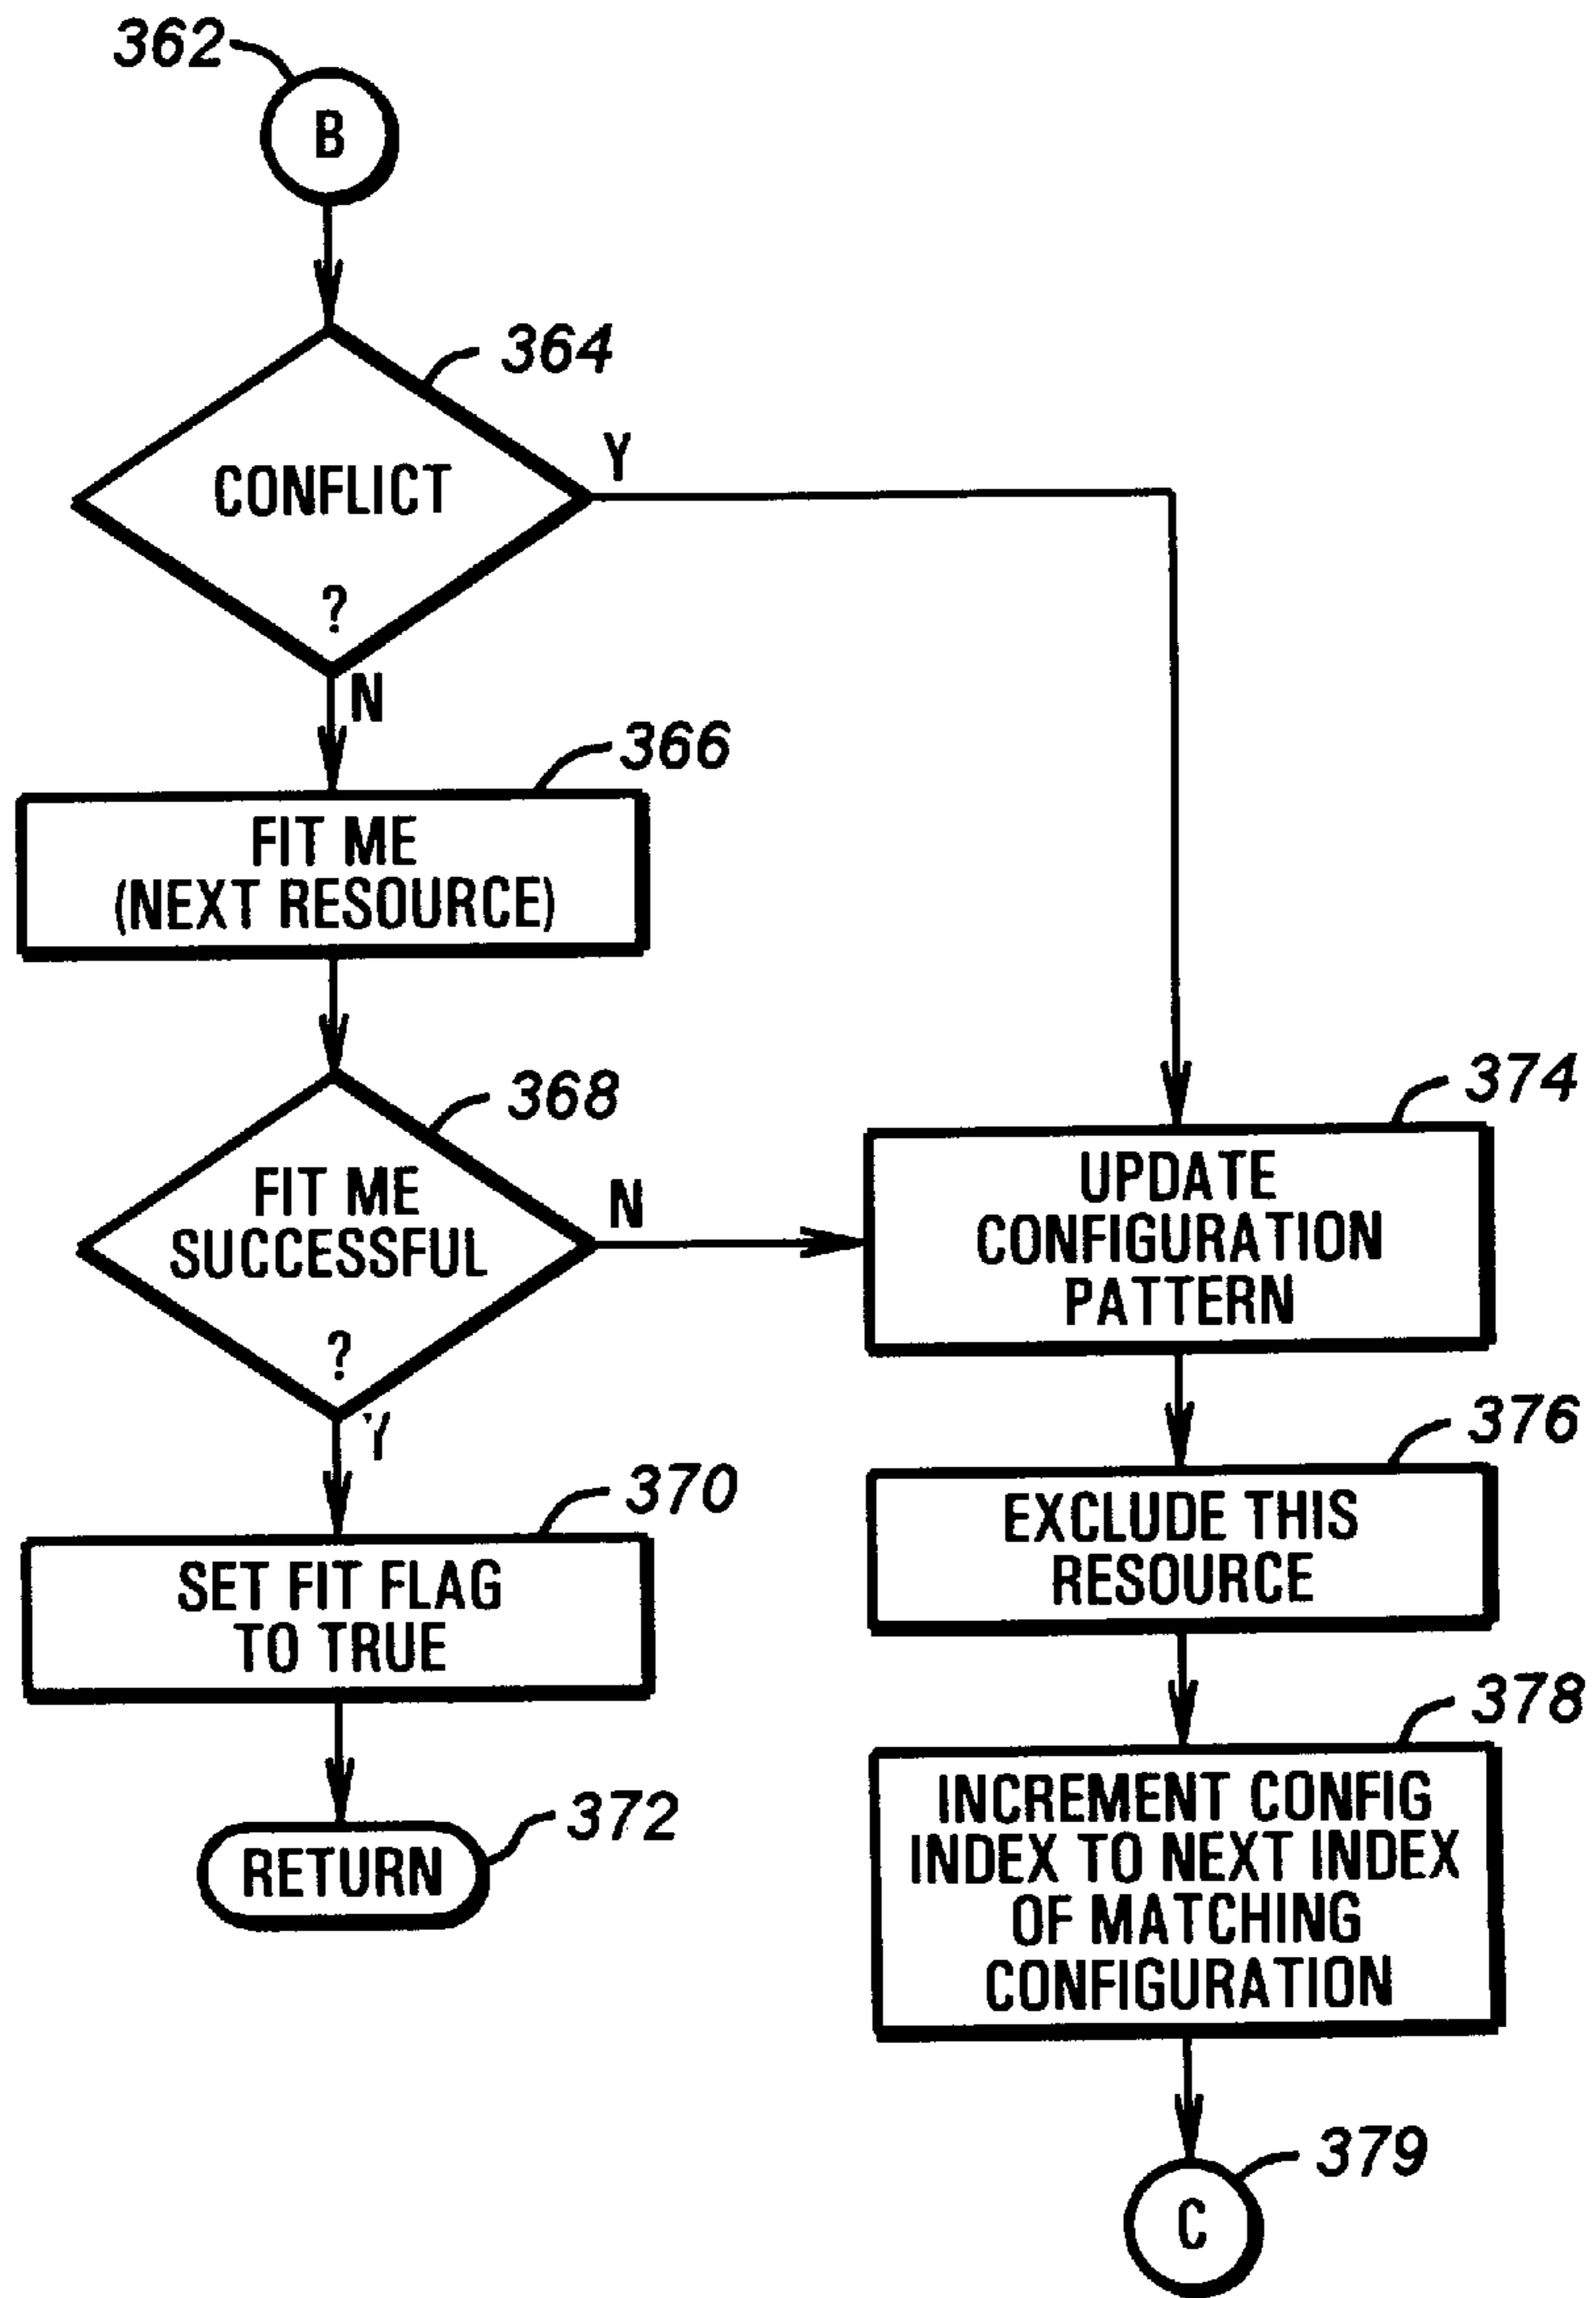 362
B
364
CONFLICT
?
Y
N
366
FIT ME
(NEXT RESOURCE)
368
FIT ME
SUCCESSFUL
?
N
Y
370
SET FIT FLAG
TO TRUE
372
RETURN
374
UPDATE
CONFIGURATION
PATTERN
376
EXCLUDE THIS
RESOURCE
378
INCREMENT CONFIG
INDEX TO NEXT INDEX
OF MATCHING
CONFIGURATION
379
C